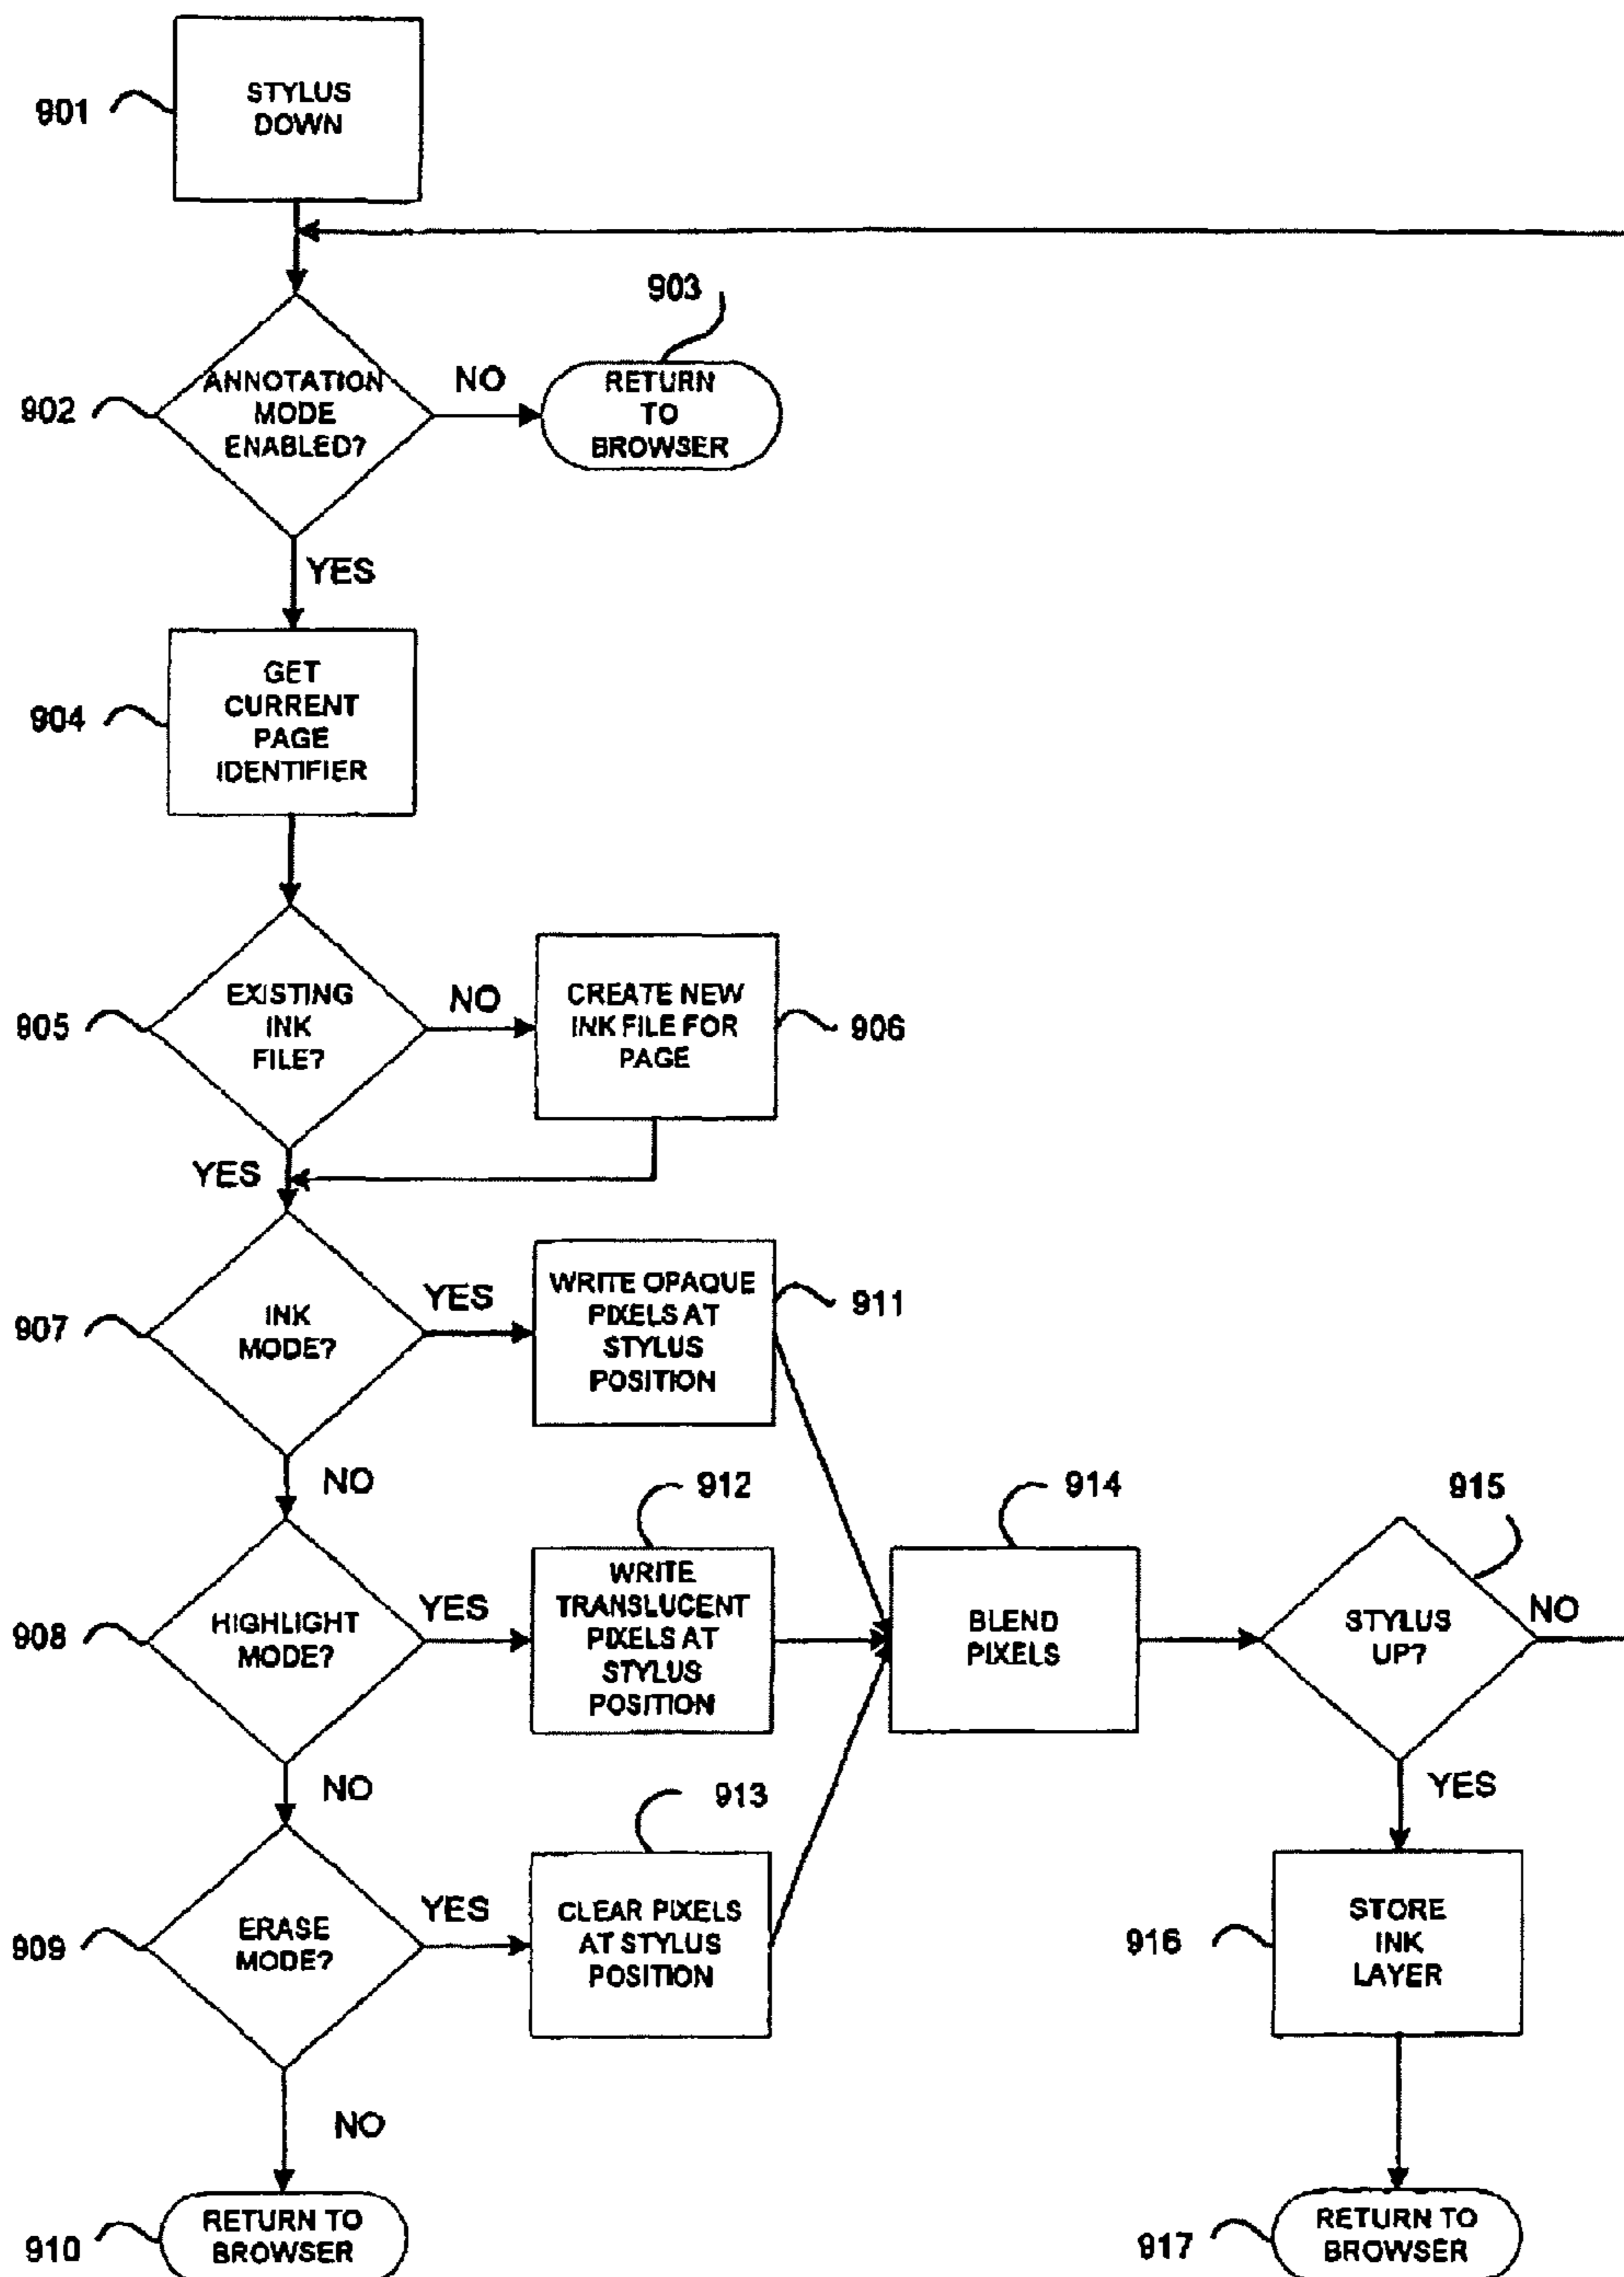 901
STYLUS
DOWN
903
902
ANNOTATION
MODE
ENABLED?
NO
RETURN
TO
BROWSER
YES
904
GET
CURRENT
PAGE
IDENTIFIER
905
EXISTING
INK
FILE?
NO
CREATE NEW
INK FILE FOR
PAGE
906
YES
907
INK
MODE?
YES
WRITE OPAQUE
PIXELS AT
STYLUS
POSITION
911
NO
912
914
915
908
HIGHLIGHT
MODE?
YES
WRITE
TRANSLUCENT
PIXELS AT
STYLUS
POSITION
BLEND
PIXELS
STYLUS
UP?
NO
NO
913
YES
909
ERASE
MODE?
YES
CLEAR PIXELS
AT STYLUS
POSITION
916
STORE
INK
LAYER
NO
910
RETURN TO
BROWSER
917
RETURN TO
BROWSER